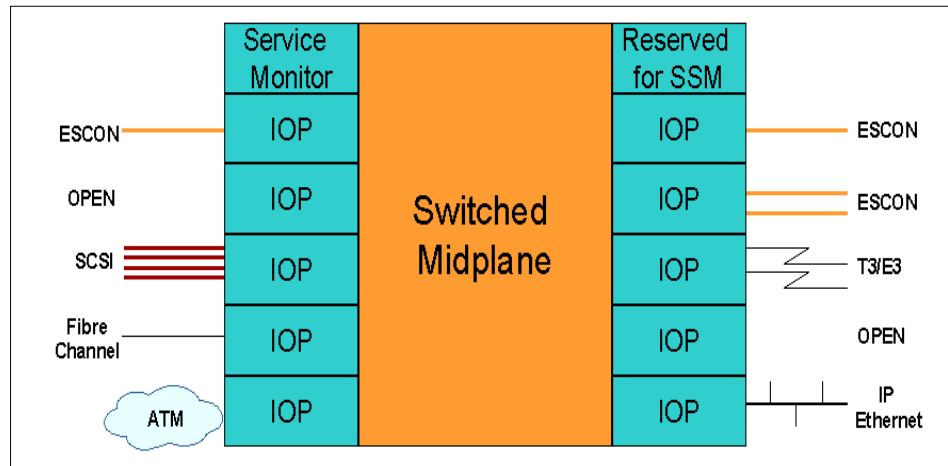 Service
Monitor
Reserved
for SSM
ESCON
IOP
IOP
ESCON
OPEN
IOP
Switched
Midplane
IOP
ESCON
SCSI
IOP
IOP
T3/E3
Fibre
Channel
IOP
IOP
OPEN
ATM
IOP
IOP
IP
Ethernet